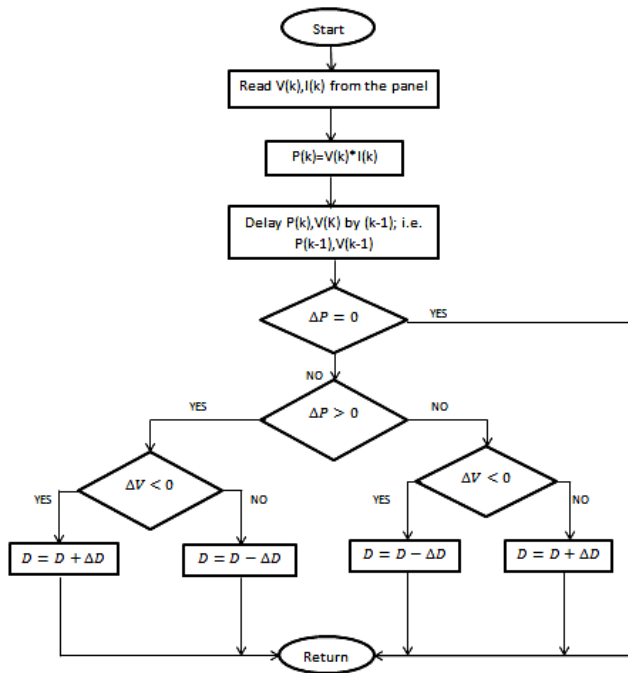 Start
Read V(k),I(k) from the panel
P(k)=V(k)*I(k)
Delay P(k),V(K) by (k-1); i.e.
P(k-1),V(k-1)
ΔP = 0
YES
NO
YES
ΔP > 0
NO
ΔV < 0
ΔV < 0
YES
NO
YES
NO
D = D + ΔD
D = D − ΔD
D = D − ΔD
D = D + ΔD
Return